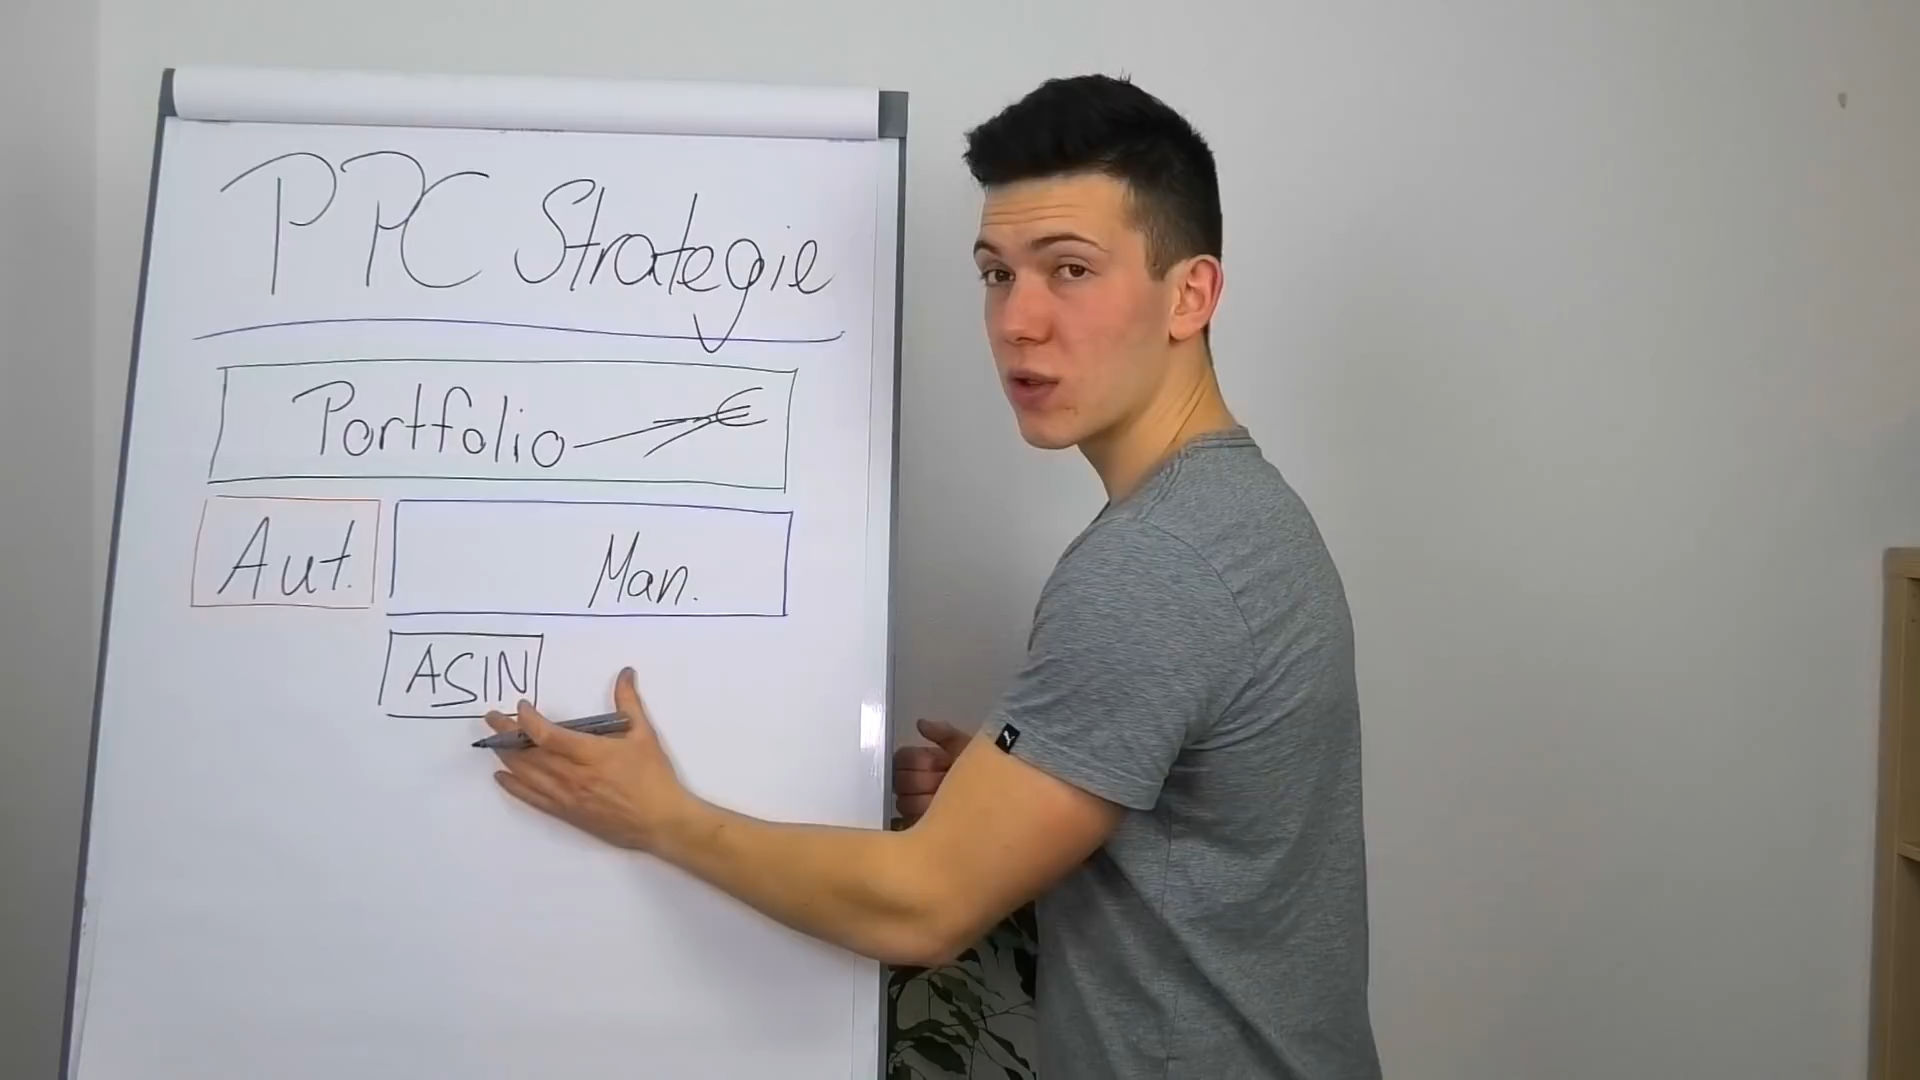 PPC Strategie
Portfolio €
Aut. Man.
ASIN